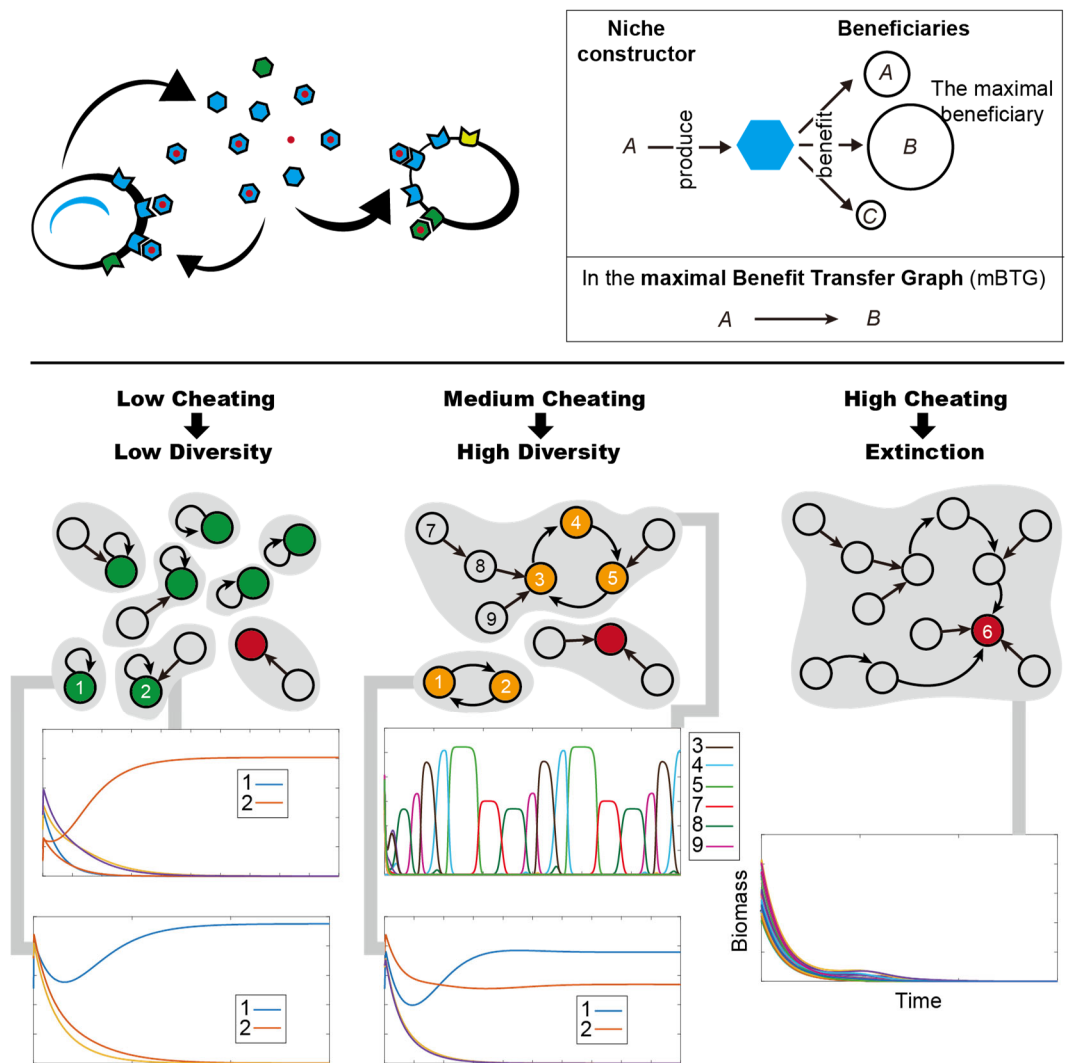 Niche
constructor
Beneficiaries
A
produce
benefit
A
The maximal
beneficiary
B
C
In the maximal Benefit Transfer Graph (mBTG)
A
B
Low Cheating
Low Diversity
Medium Cheating
High Diversity
High Cheating
Extinction
1
2
7
8
9
3
4
5
1
2
6
1
2
3
4
5
7
8
9
1
2
1
2
Biomass
Time